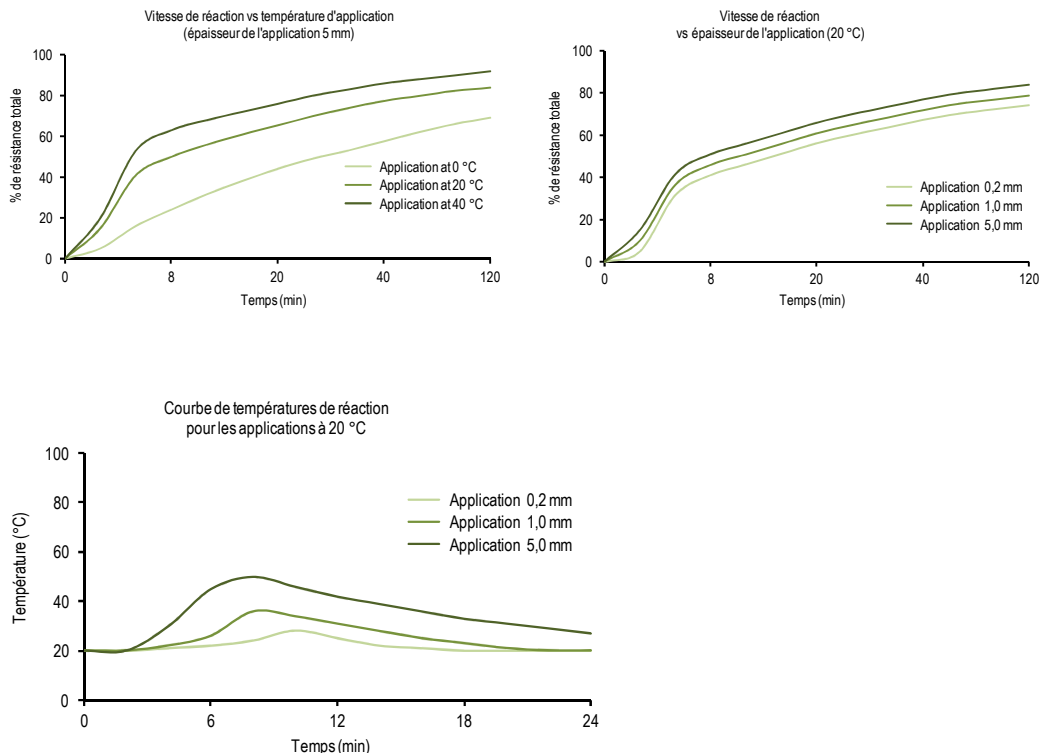 Vitesse de réaction vs température d'application
(épaisseur de l'application 5 mm)
% de résistance totale
100
80
60
40
20
0
Application at 0 °C
Application at 20 °C
Application at 40 °C
0 8 20 40 120
Temps (min)
Vitesse de réaction
vs épaisseur de l'application (20 °C)
% de résistance totale
100
80
60
40
20
0
Application 0,2 mm
Application 1,0 mm
Application 5,0 mm
0 8 20 40 120
Temps (min)
Courbe de températures de réaction
pour les applications à 20 °C
Température (°C)
100
80
60
40
20
0
Application 0,2 mm
Application 1,0 mm
Application 5,0 mm
0 6 12 18 24
Temps (min)